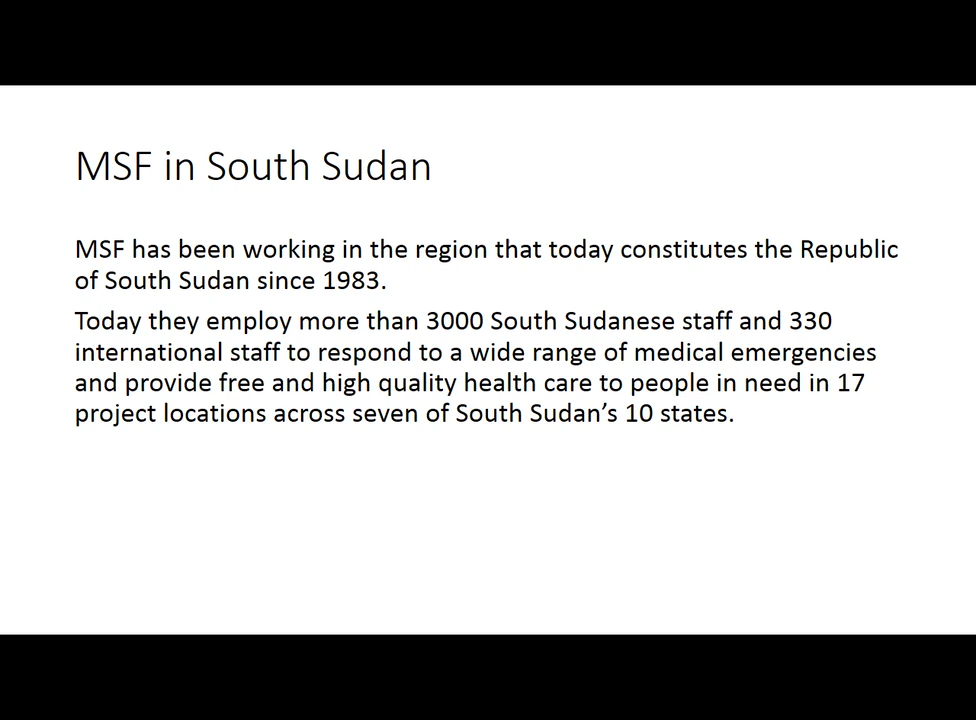 MSF in South Sudan
MSF has been working in the region that today constitutes the Republic
of South Sudan since 1983.
Today they employ more than 3000 South Sudanese staff and 330
international staff to respond to a wide range of medical emergencies
and provide free and high quality health care to people in need in 17
project locations across seven of South Sudan’s 10 states.